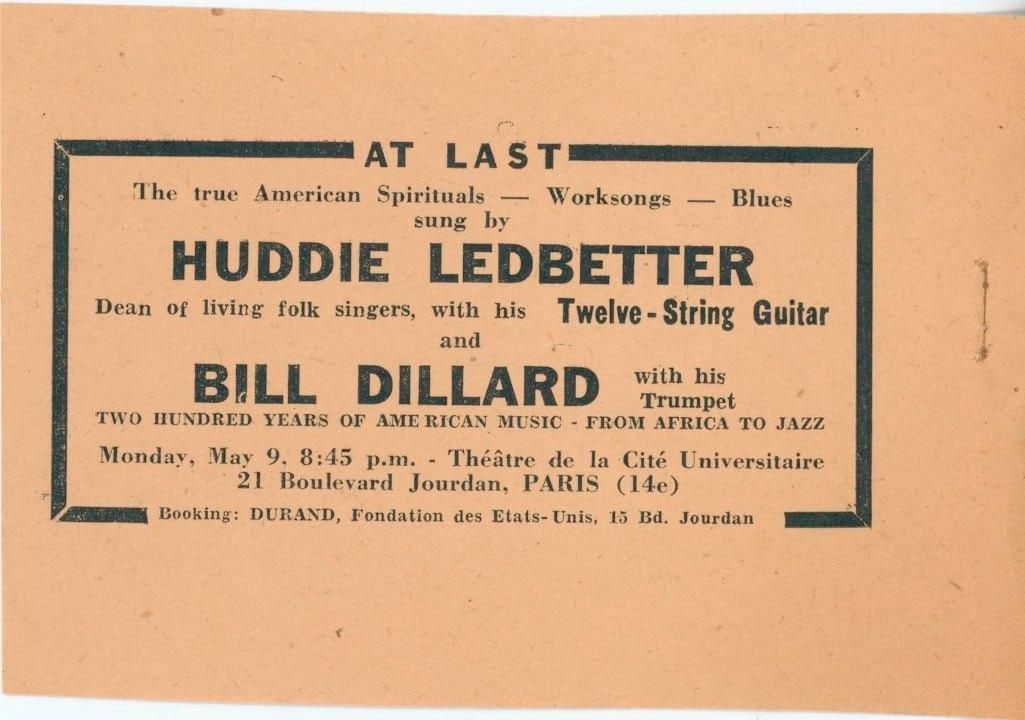 AT LAST
The true American Spirituals — Worksongs — Blues
sung by
HUDDIE LEDBETTER
Dean of living folk singers, with his Twelve-String Guitar
and
BILL DILLARD with his Trumpet
TWO HUNDRED YEARS OF AMERICAN MUSIC - FROM AFRICA TO JAZZ
Monday, May 9, 8:45 p.m. - Théâtre de la Cité Universitaire
21 Boulevard Jourdan, PARIS (14e)
Booking: DURAND, Fondation des Etats-Unis, 15 Bd. Jourdan